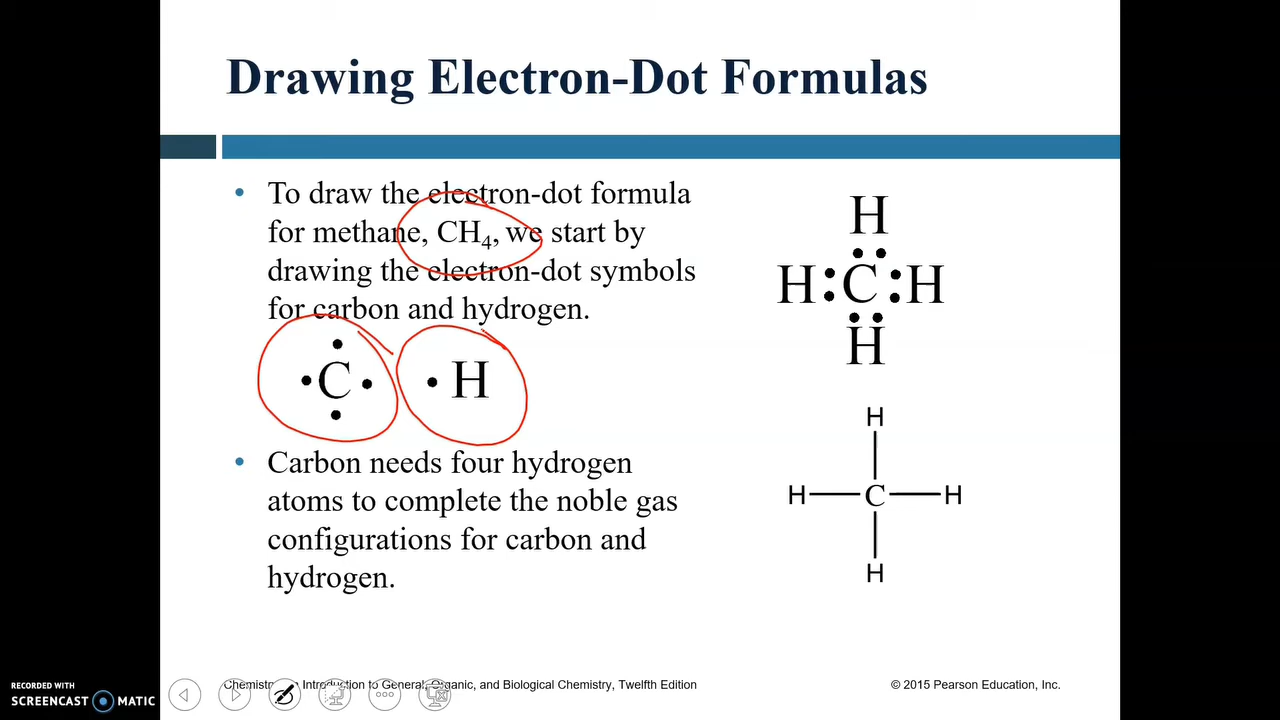 Drawing Electron-Dot Formulas
• To draw the electron-dot formula
for methane, CH₄, we start by
drawing the electron-dot symbols
for carbon and hydrogen.
C H
• Carbon needs four hydrogen
atoms to complete the noble gas
configurations for carbon and
hydrogen.
H
H:C:H
H
H
H—C—H
H
RECORDED WITH
SCREENCAST MATIC
Introduction to General, Organic, and Biological Chemistry, Twelfth Edition
© 2015 Pearson Education, Inc.